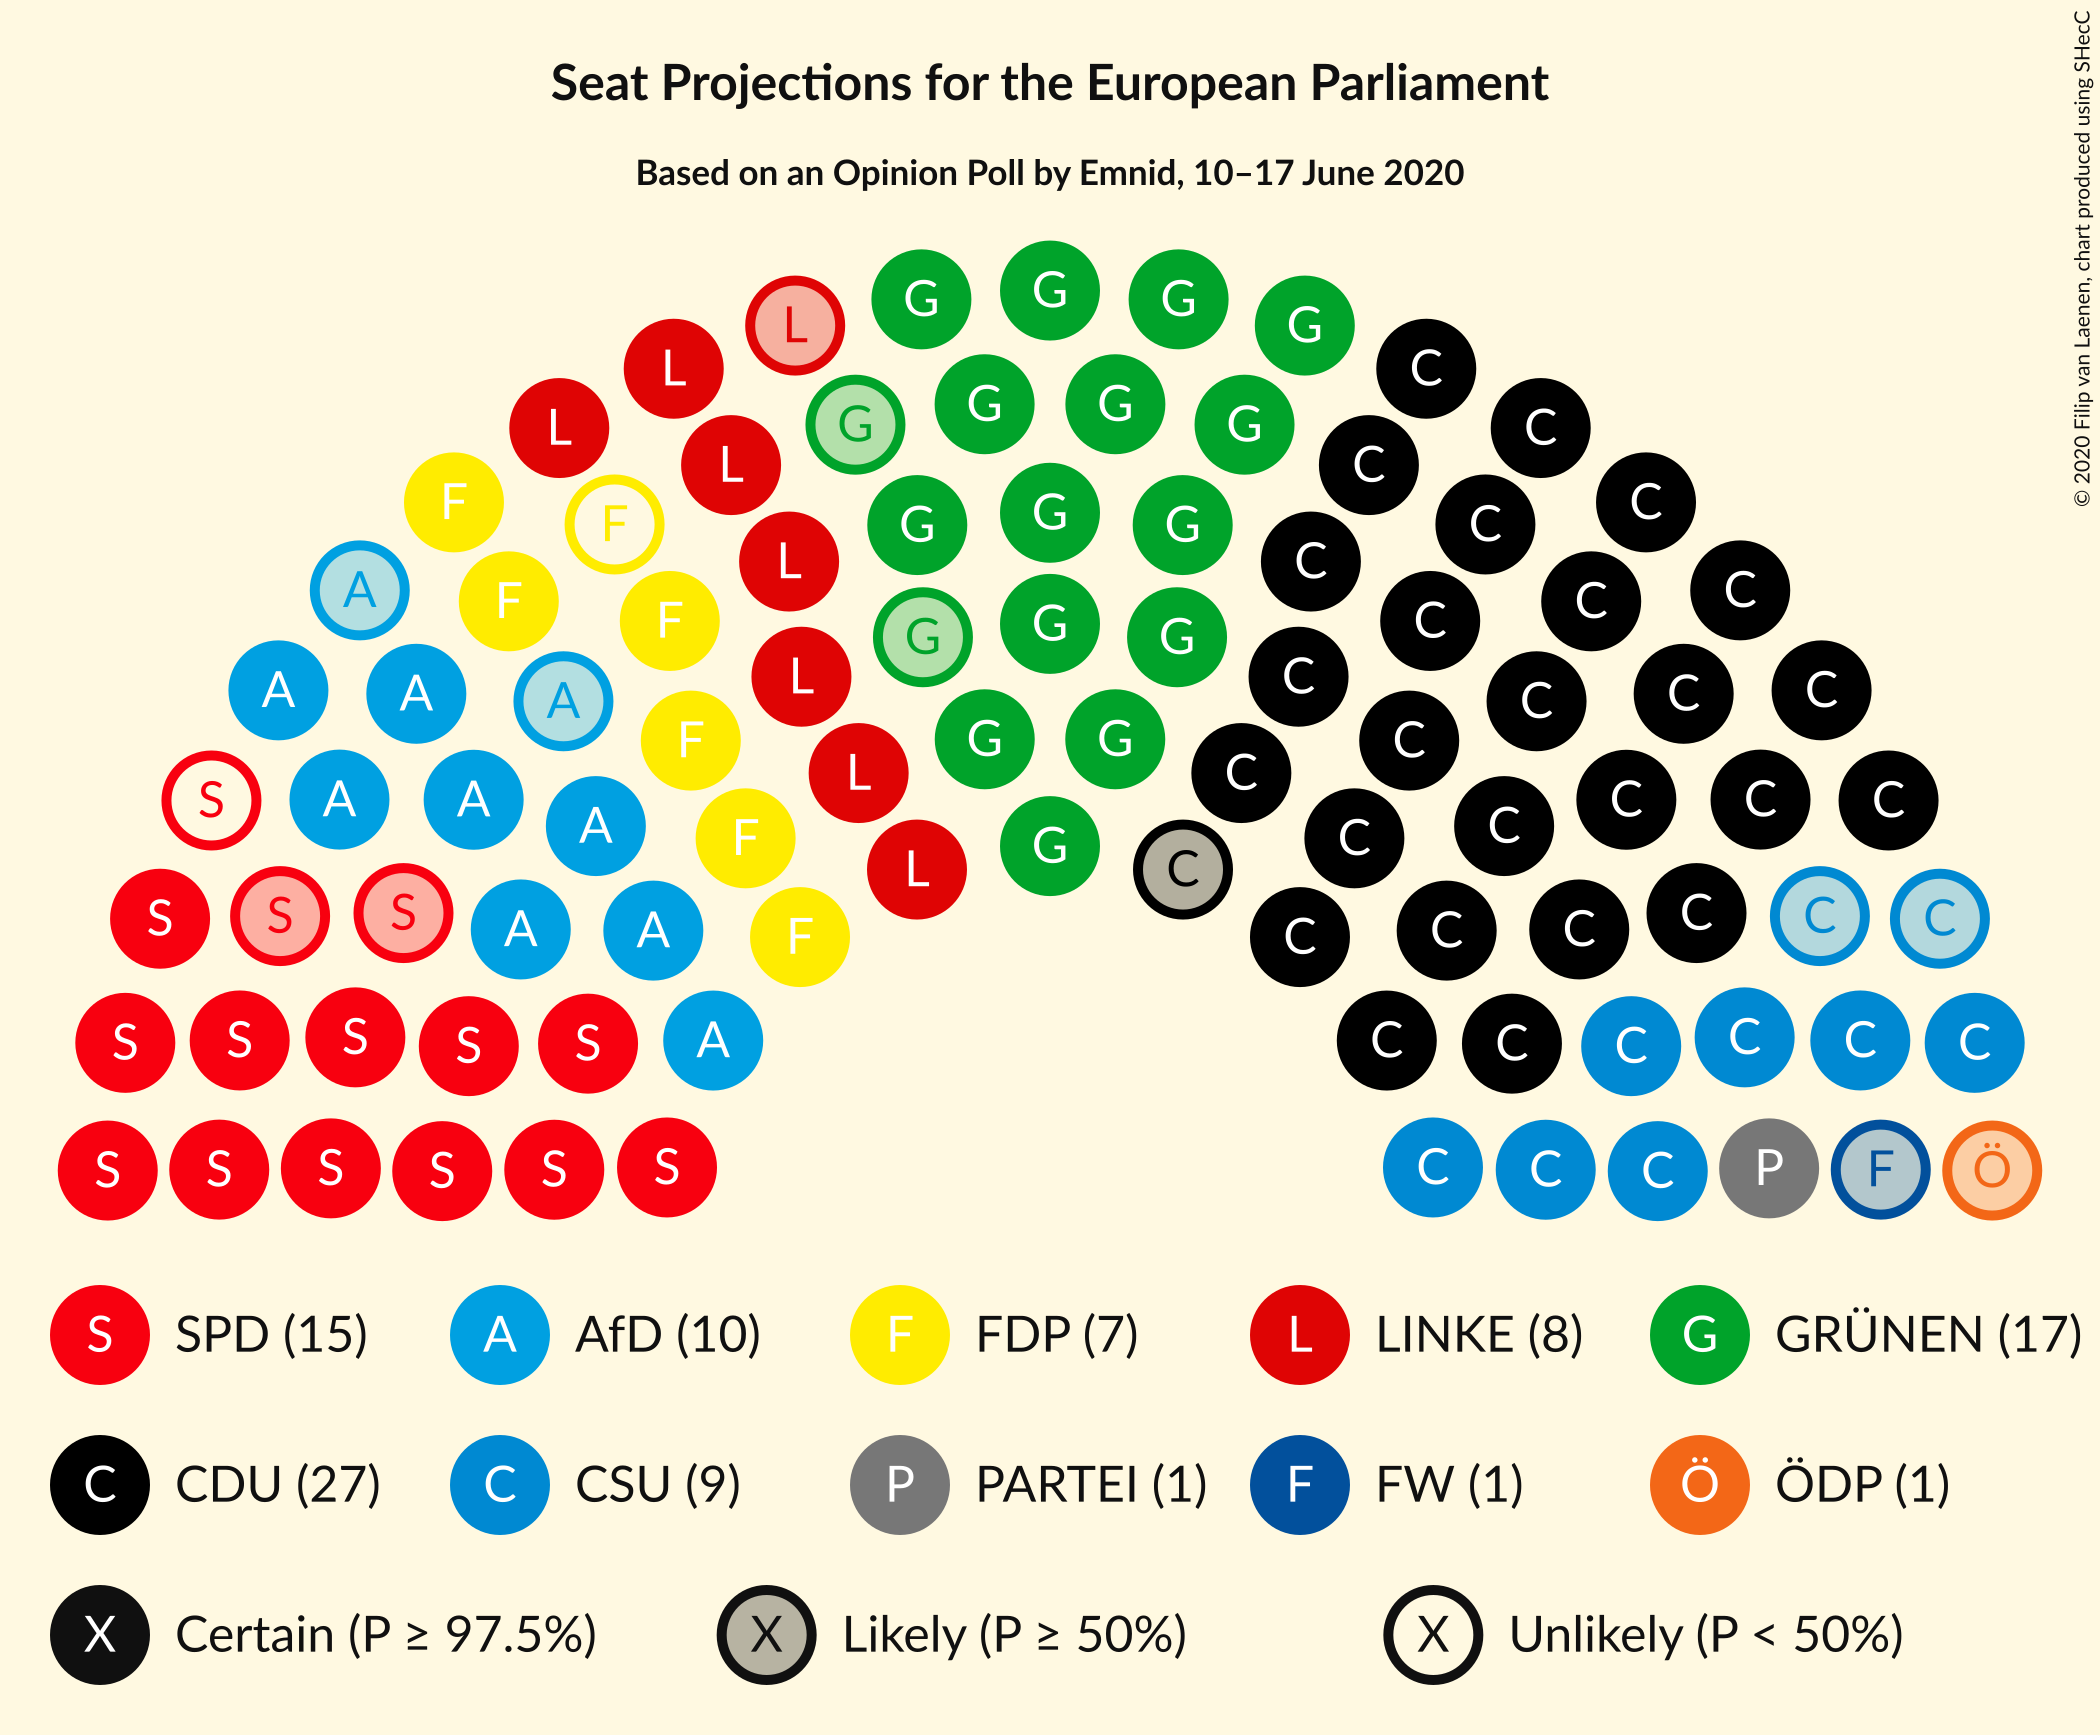 © 2020 Filip van Laenen, chart produced using SHecC
Seat Projections for the European Parliament
Based on an Opinion Poll by Emnid, 10–17 June 2020
L G G G G
L C
L G G G G C
L C
F F G G G C C
A F L C C C
F G G G C
A A A L C C C C
F G G C
S A A L C C C C
A F G C C
L C
S S S A A F C C C C C C
S S S S S A C C C C C C
S S S S S S C C C P F Ö
S SPD (15) A AfD (10) F FDP (7) L LINKE (8) G GRÜNEN (17)
C CDU (27) C CSU (9) P PARTEI (1) F FW (1) Ö ÖDP (1)
X Certain (P ≥ 97.5%) X Likely (P ≥ 50%) X Unlikely (P < 50%)